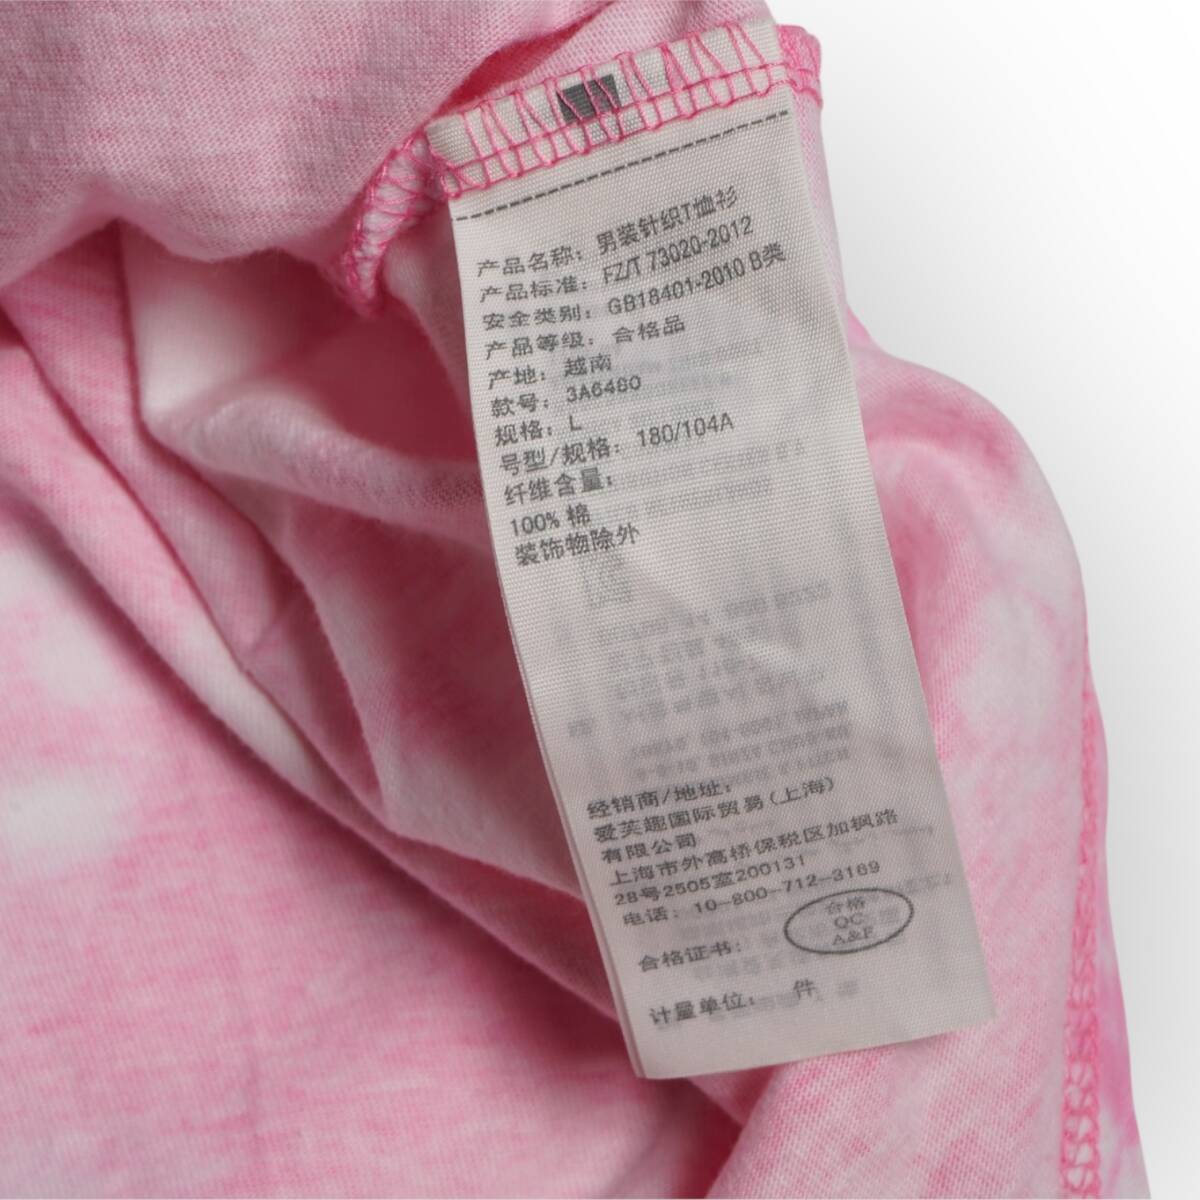 产品名称: 男装针织T恤衫
产品标准: FZ/T 73020-2012
安全类别: GB18401-2010 B类
产品等级: 合格品
产地: 越南
款号: 3A6480
规格: L
号型/规格: 180/104A
纤维含量:
100% 棉
装饰物除外
经销商/地址:
爱芙趣国际贸易(上海)
有限公司
上海市外高桥保税区加枫路
28号2505室200131
电话: 10-800-712-3169
合格证书:
合格
QC
A&F
计量单位: 件